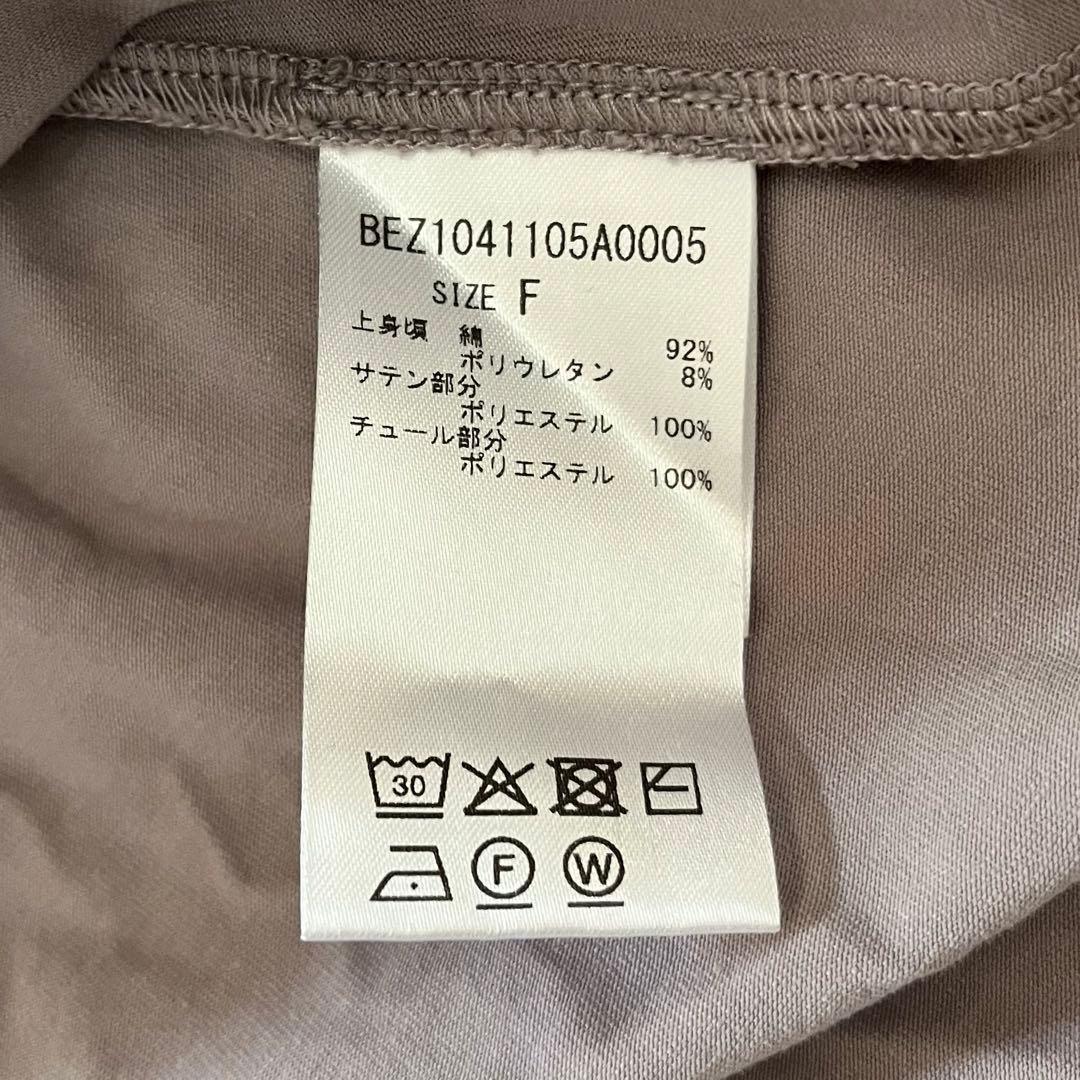 BEZ1041105A0005
SIZE F
上身頃 綿 92%
ポリウレタン 8%
サテン部分
ポリエステル 100%
チュール部分
ポリエステル 100%
30
F W